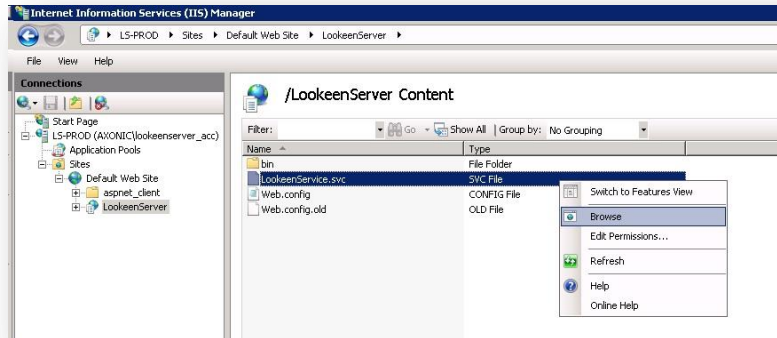 Internet Information Services (IIS) Manager
LS-PROD Sites Default Web Site LookeenServer
File View Help
Connections
Start Page
LS-PROD (AXONIC\lookeenserver_acc)
Application Pools
Sites
Default Web Site
aspnet_client
LookeenServer
/LookeenServer Content
Filter: Go Show All Group by: No Grouping
Name Type
bin File Folder
LookeenService.svc SVC File
Web.config CONFIG File
Web.config.old OLD File
Switch to Features View
Browse
Edit Permissions...
Refresh
Help
Online Help